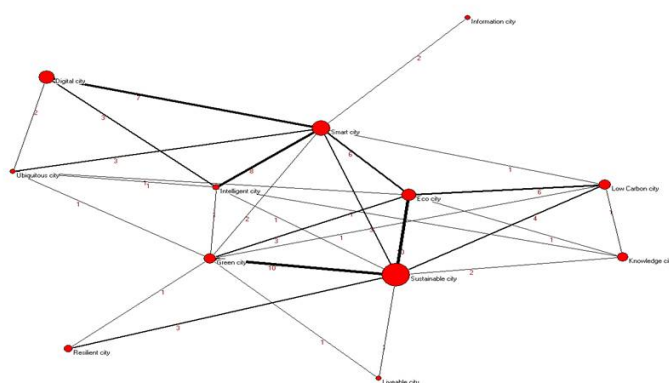 Information city
2
Digital city
7
Smart city
2
3
3
8
6
Ubiquitous city
1
1
Intelligent city
1
Low Carbon city
6
Eco city
1
2
1
1
3
1
4
1
1
Green city
10
Sustainable city
2
Knowledge c
1
3
1
Resilient city
Liveable city